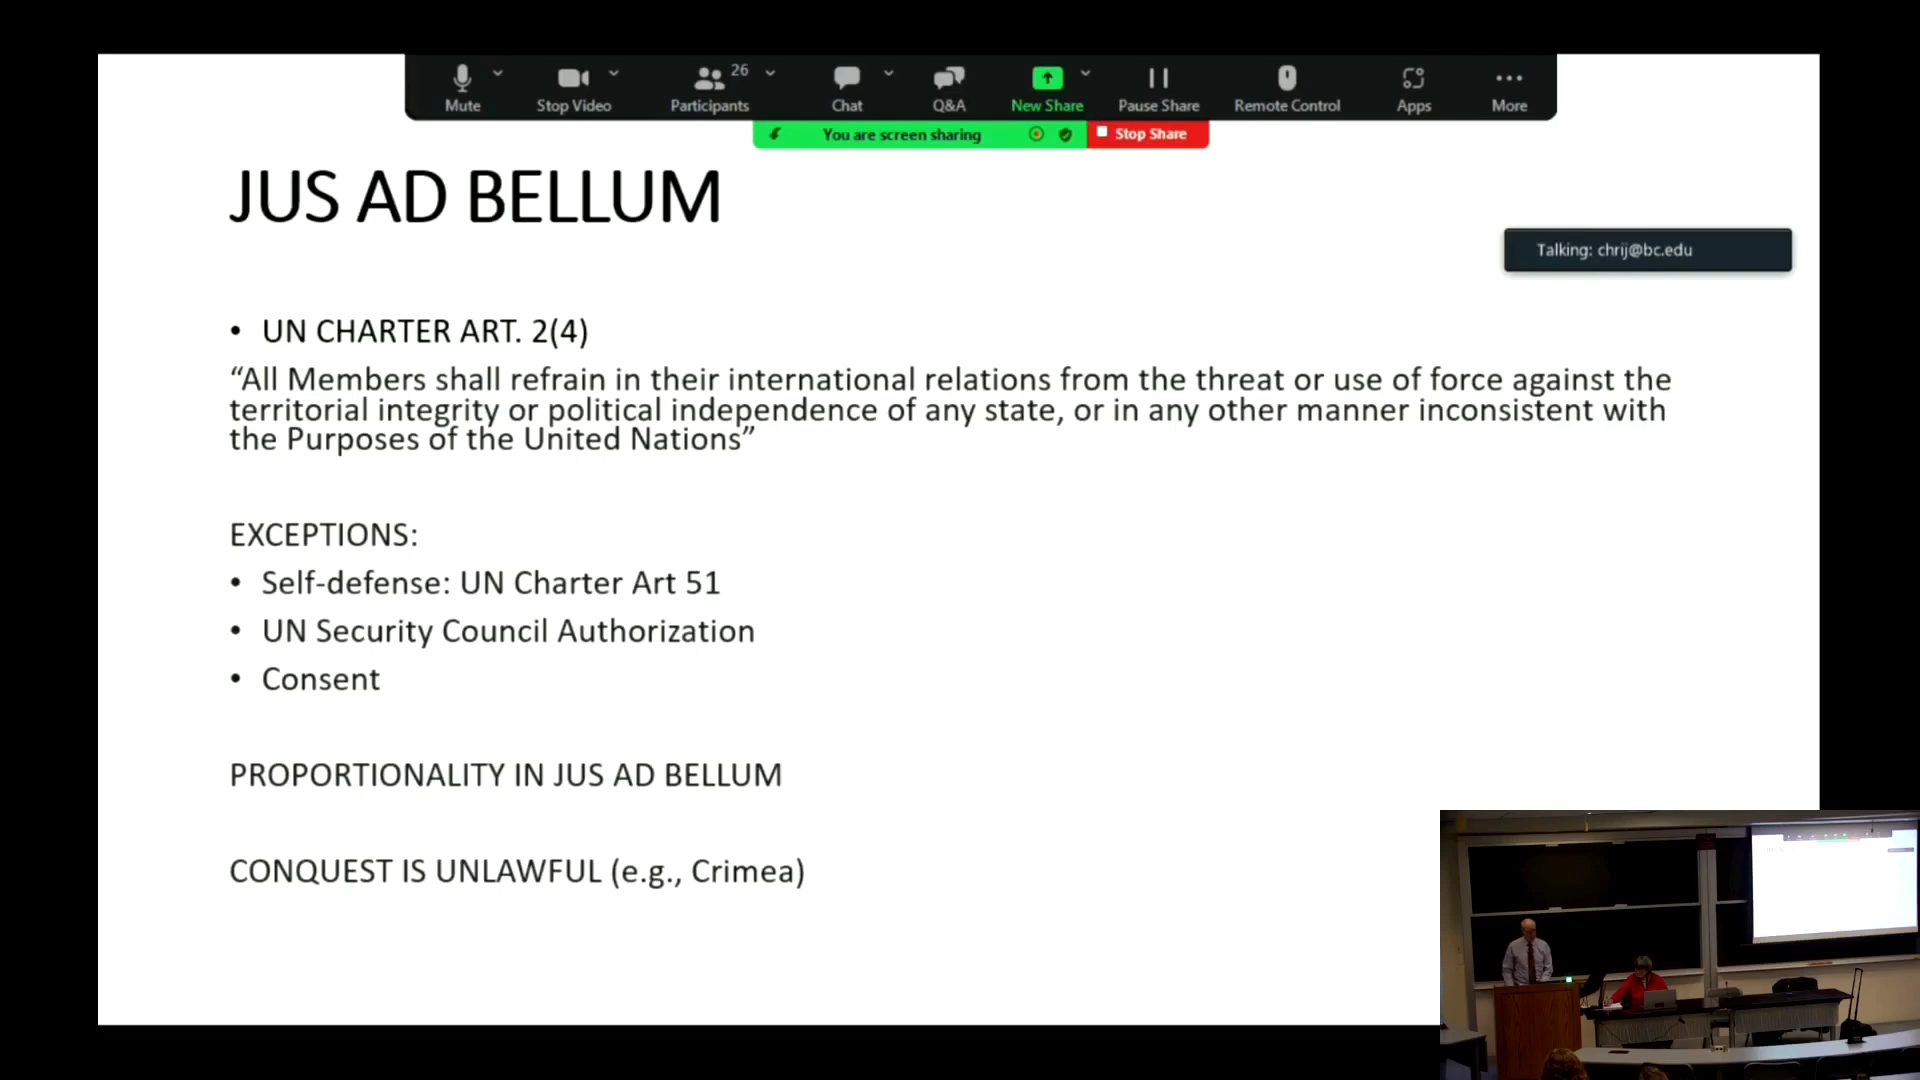 26
Mute
Stop Video
Participants
Chat
Q&A
New Share
Pause Share
Remote Control
Apps
More
You are screen sharing
Stop Share
JUS AD BELLUM
Talking: chrij@bc.edu
• UN CHARTER ART. 2(4)
“All Members shall refrain in their international relations from the threat or use of force against the
territorial integrity or political independence of any state, or in any other manner inconsistent with
the Purposes of the United Nations”
EXCEPTIONS:
• Self-defense: UN Charter Art 51
• UN Security Council Authorization
• Consent
PROPORTIONALITY IN JUS AD BELLUM
CONQUEST IS UNLAWFUL (e.g., Crimea)